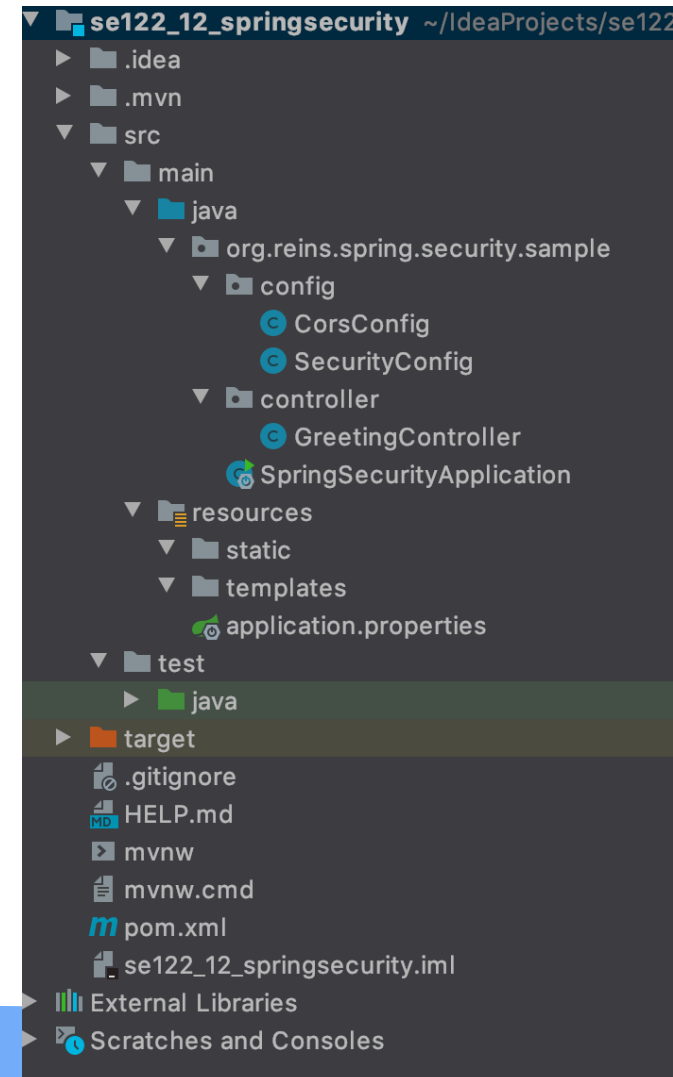 se122_12_springsecurity ~/IdeaProjects/se122
.idea
.mvn
src
main
java
org.reins.spring.security.sample
config
C CorsConfig
C SecurityConfig
controller
C GreetingController
SpringSecurityApplication
resources
static
templates
application.properties
test
java
target
.gitignore
MD HELP.md
mvnw
mvnw.cmd
m pom.xml
se122_12_springsecurity.iml
External Libraries
Scratches and Consoles